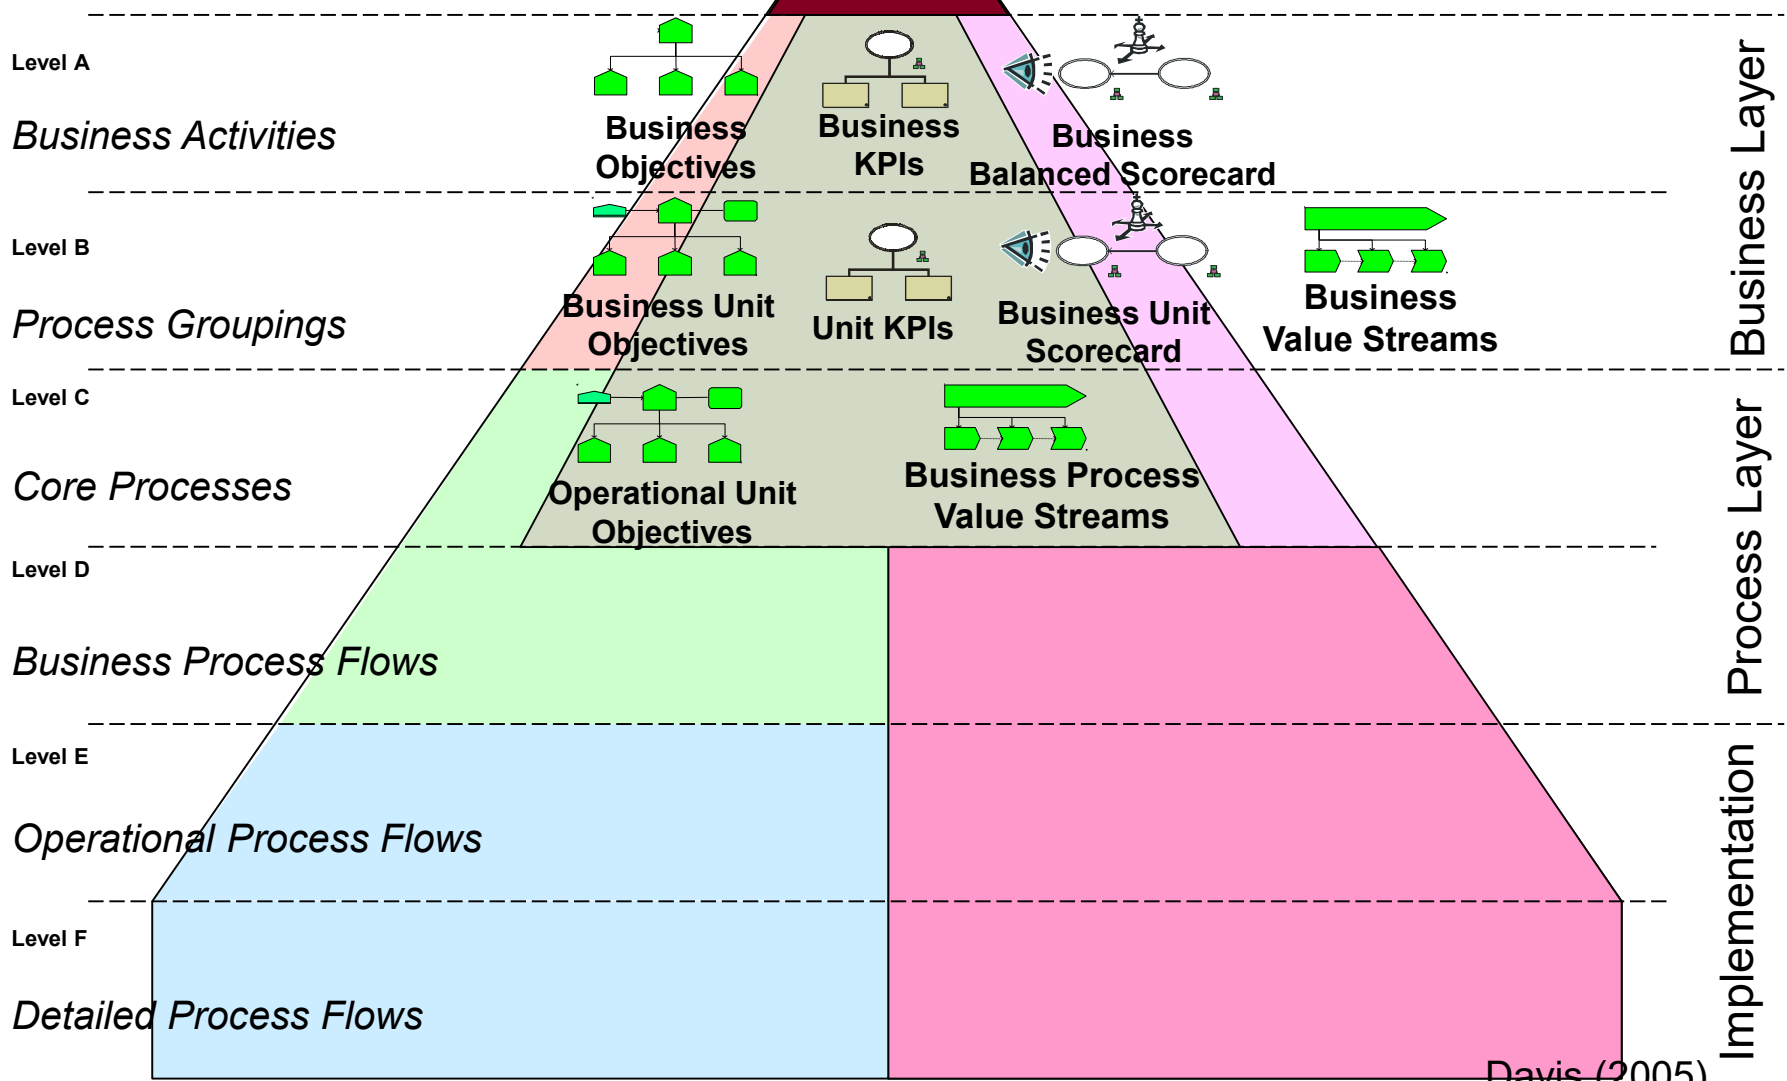 Level A
Business Activities
Business
Objectives
Business
KPIs
Business
Balanced Scorecard
Level B
Process Groupings
Business Unit
Objectives
Unit KPIs
Business Unit
Scorecard
Business
Value Streams
Business Layer
Level C
Core Processes
Operational Unit
Objectives
Business Process
Value Streams
Level D
Business Process Flows
Process Layer
Level E
Operational Process Flows
Level F
Detailed Process Flows
Implementation
Davis (2005)